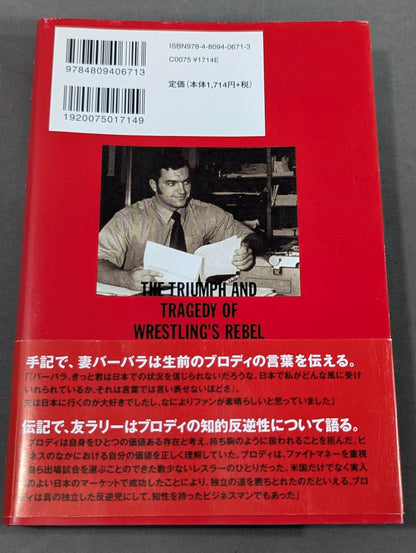 ISBN978-4-8094-0671-3
C0075 ¥1714E
定価(本体1,714円+税)
9784809406713
1920075017149
THE TRIUMPH AND
TRAGEDY OF
WRESTLING'S REBEL
手記で、妻バーバラは生前のブロディの言葉を伝える。
「『バーバラ、きっと君は日本での状況を信じられないだろうな、日本で私がどんな風に受け
いれられているか、それは言葉では言い表せないほどさ』。
は日本に行くのが大好きでしたし、なによりファンが素晴らしいと思っていました」
伝記で、友ラリーはブロディの知的反逆性について語る。
「ブロディは自身をひとつの価値ある存在と考え、持ち駒のように扱われることを拒んだ。ビ
ネスのなかにおける自分の価値を正しく理解していた。ブロディは、ファイトマネーを重視
自ら出場試合を選ぶことのできた数少ないレスラーのひとりだった。米国だけでなく実入
のよい日本のマーケットで成功したことにより、独立の道を勝ちとれたのだといえる。ブロ
ディは真の独立した反逆児にして、知性を持ったビジネスマンでもあった」